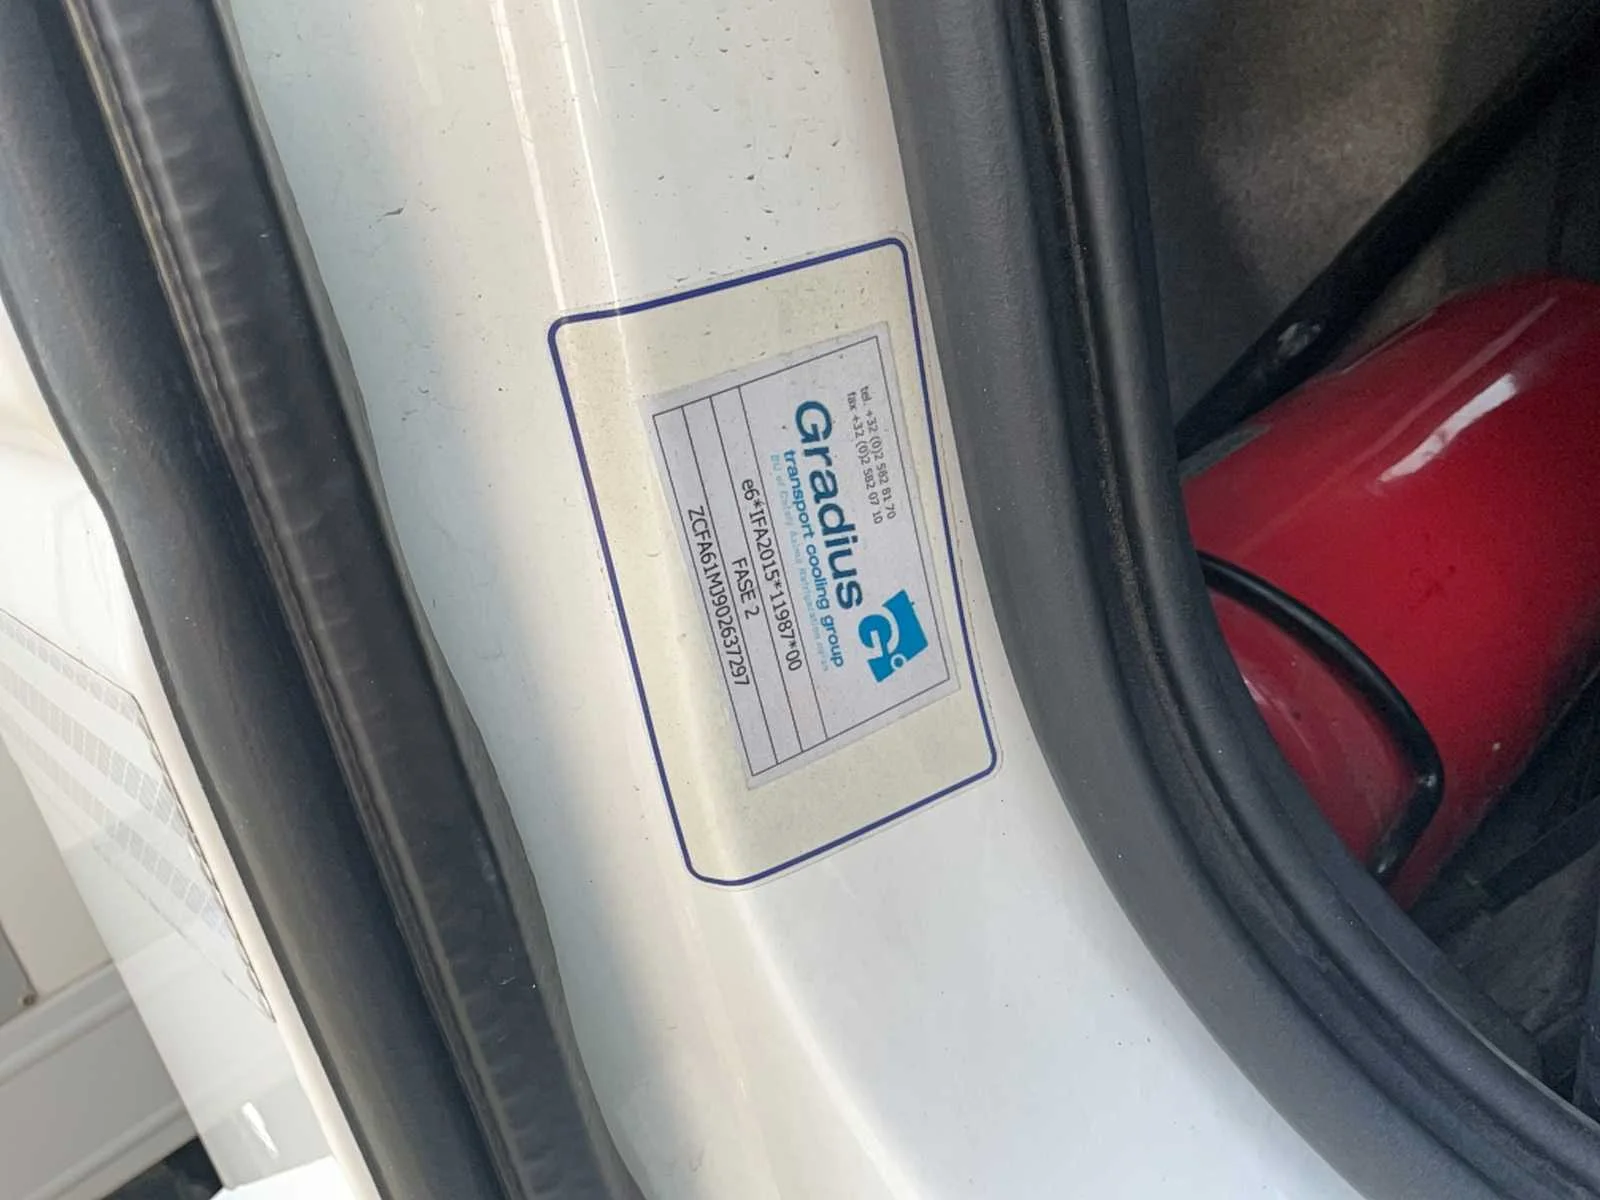 tel. +32 (0)2 582 81 70
fax +32 (0)2 582 07 10
Gradius
transport cooling group
e6*IFA2015*11987*00
FASE 2
ZCFA61MJ902637297